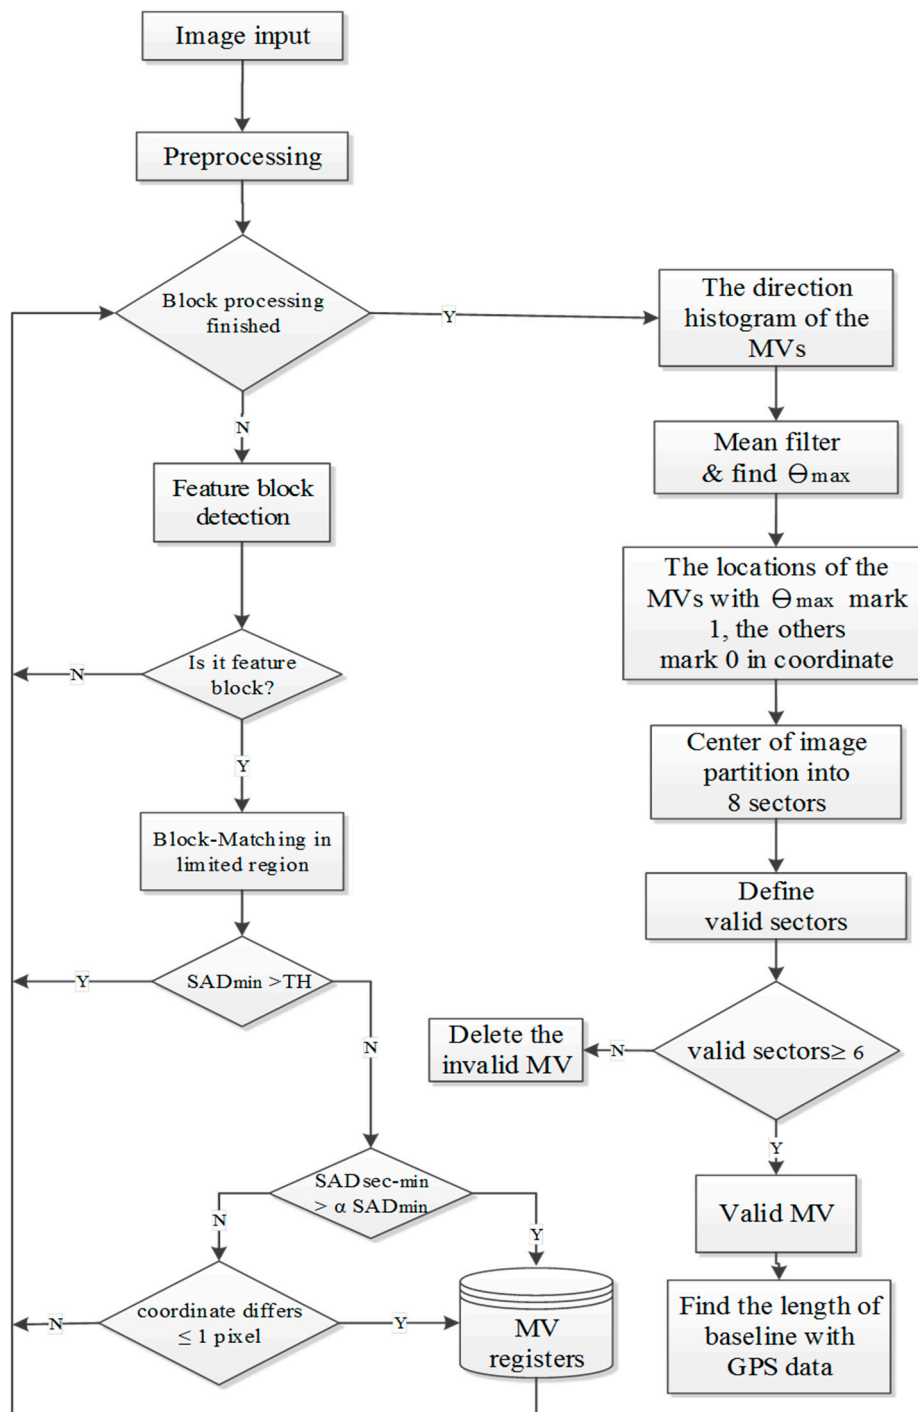 Image input
Preprocessing
Block processing
finished
Y
N
Feature block
detection
Is it feature
block?
N
Y
Block-Matching in
limited region
SADmin >TH
Y
N
SADsec-min
> α SADmin
N
Y
coordinate differs
≤ 1 pixel
N
Y
MV
registers
The direction
histogram of the
MVs
Mean filter
& find Θmax
The locations of the
MVs with Θmax mark
1, the others
mark 0 in coordinate
Center of image
partition into
8 sectors
Define
valid sectors
valid sectors≥ 6
N
Delete the
invalid MV
Y
Valid MV
Find the length of
baseline with
GPS data